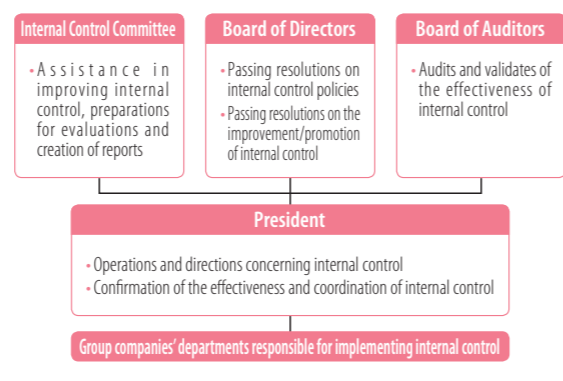 Internal Control Committee
• Assistance in
improving internal
control, preparations
for evaluations and
creation of reports
Board of Directors
• Passing resolutions on
internal control policies
• Passing resolutions on the
improvement/promotion
of internal control
Board of Auditors
• Audits and validates of
the effectiveness of
internal control
President
• Operations and directions concerning internal control
• Confirmation of the effectiveness and coordination of internal control
Group companies' departments responsible for implementing internal control